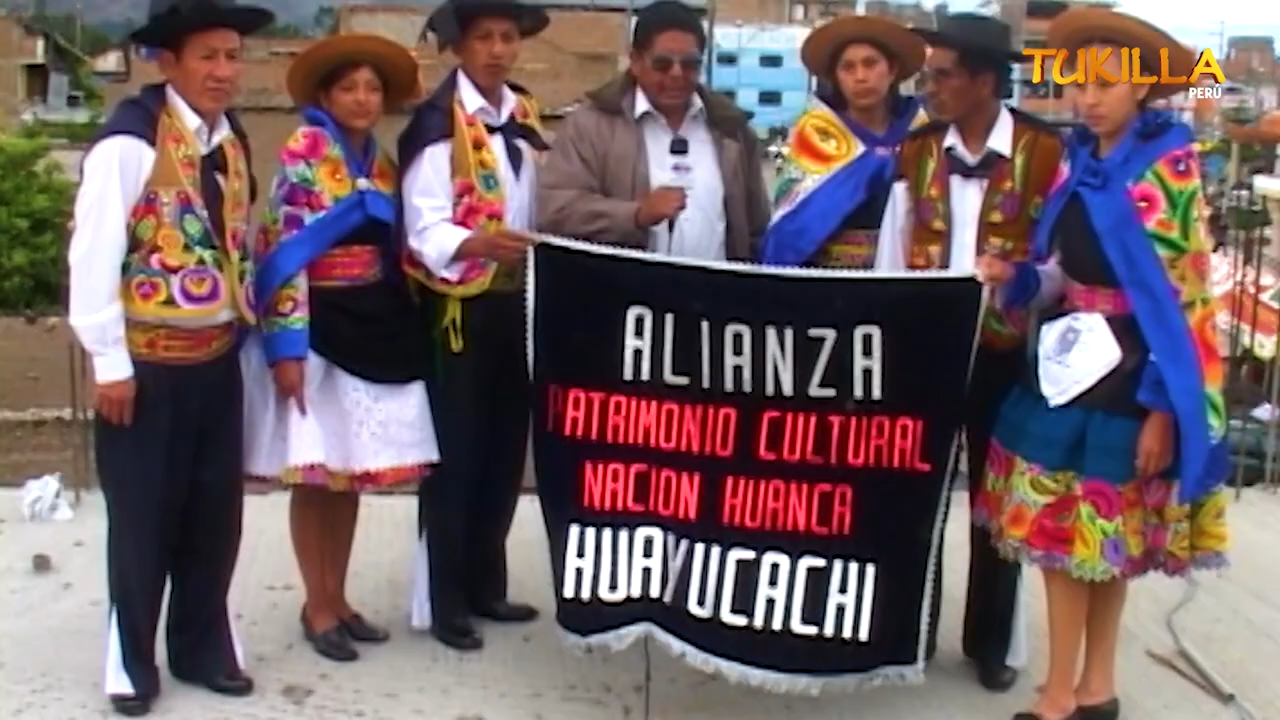 TUKILLA
PERÚ
ALIANZA
PATRIMONIO CULTURAL
NACION HUANCA
HUAYUCACHI